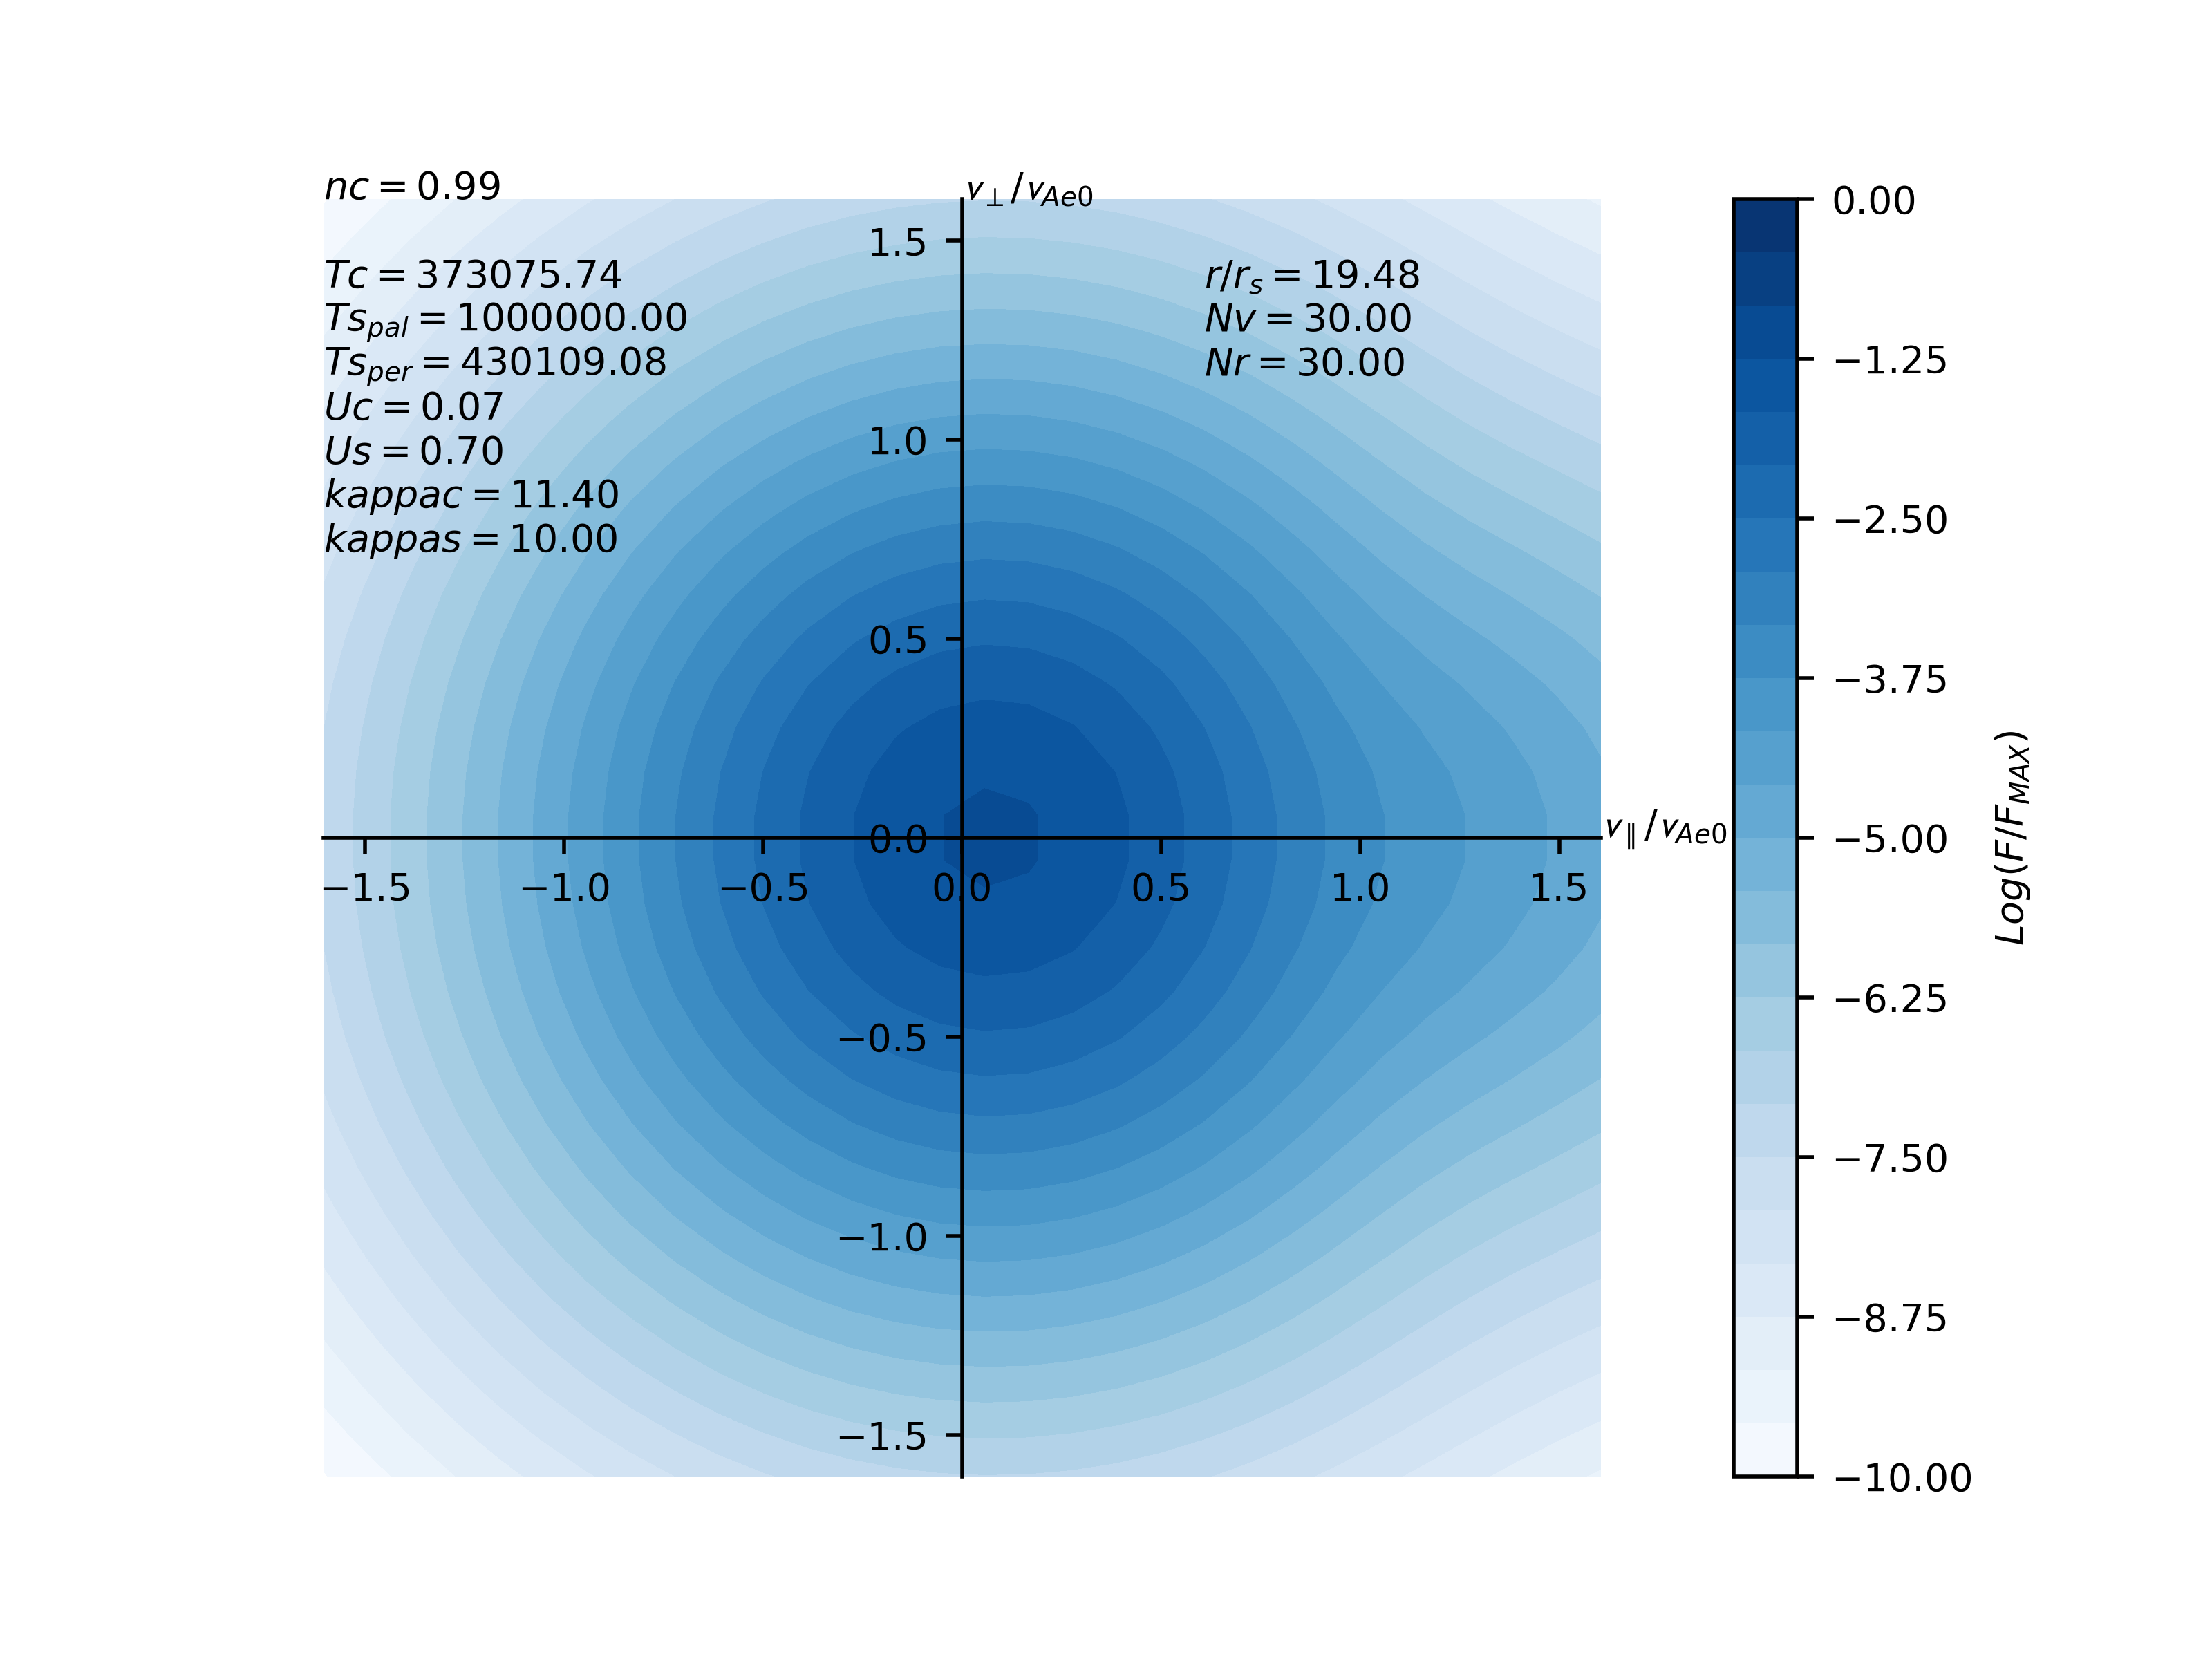 nc = 0.99
v⊥/vAe0
Tc = 373075.74
Tspal = 1000000.00
Tsper = 430109.08
Uc = 0.07
Us = 0.70
kappac = 11.40
kappas = 10.00
r/rs = 19.48
Nv = 30.00
Nr = 30.00
1.5
1.0
0.5
0.0
−0.5
−1.0
−1.5
−1.5
−1.0
−0.5
0.0
0.5
1.0
1.5
v∥/vAe0
0.00
−1.25
−2.50
−3.75
−5.00
−6.25
−7.50
−8.75
−10.00
Log(F/FMAX)